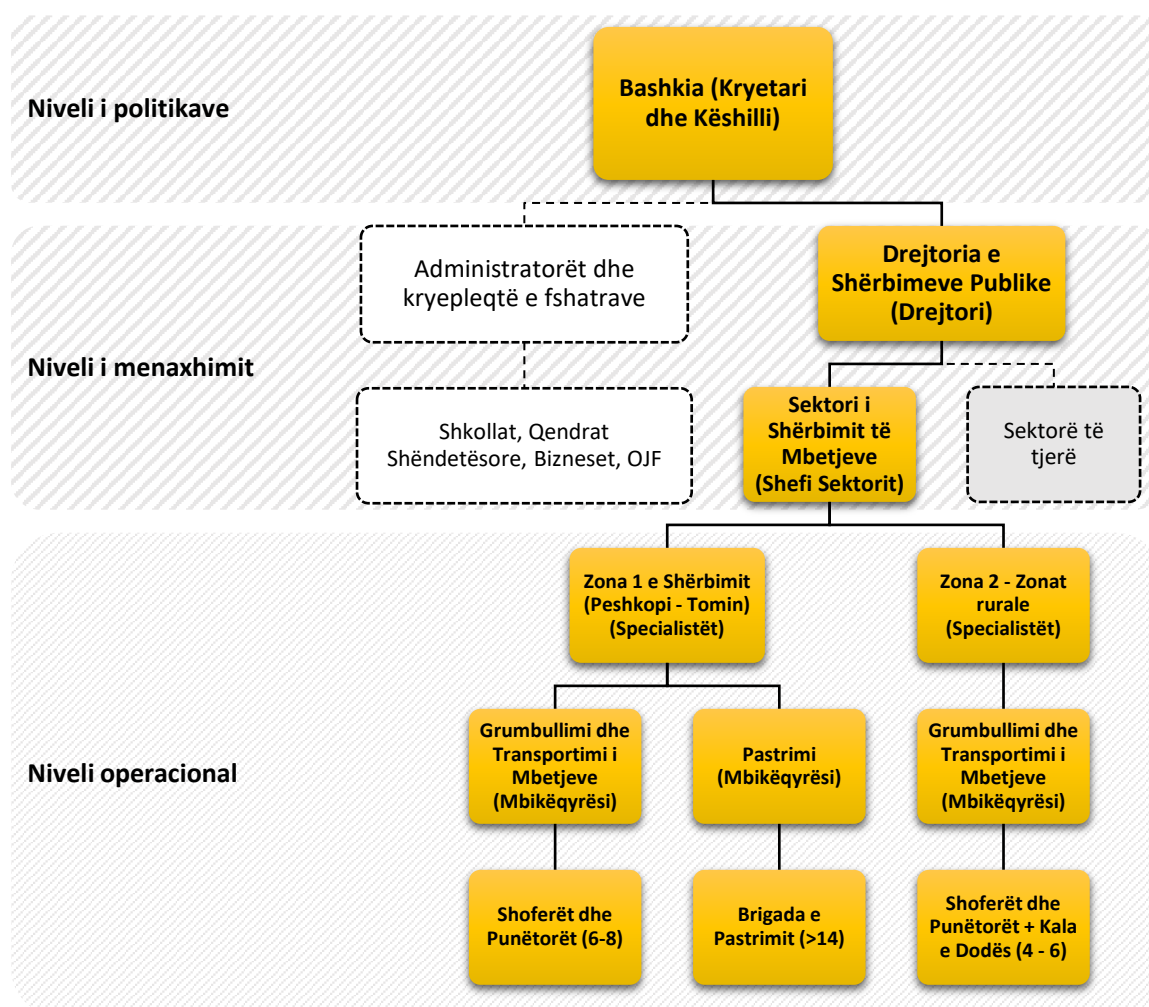 Niveli i politikave
Bashkia (Kryetari
dhe Këshilli)
Administratorët dhe
kryepleqtë e fshatrave
Drejtoria e
Shërbimeve Publike
(Drejtori)
Niveli i menaxhimit
Shkollat, Qendrat
Shëndetësore, Bizneset, OJF
Sektori i
Shërbimit të
Mbetjeve
(Shefi Sektorit)
Sektorë të
tjerë
Zona 1 e Shërbimit
(Peshkopi - Tomin)
(Specialistët)
Zona 2 - Zonat
rurale
(Specialistët)
Niveli operacional
Grumbullimi dhe
Transportimi i
Mbetjeve
(Mbikëqyrësi)
Pastrimi
(Mbikëqyrësi)
Grumbullimi dhe
Transportimi i
Mbetjeve
(Mbikëqyrësi)
Shoferët dhe
Punëtorët (6-8)
Brigada e
Pastrimit (>14)
Shoferët dhe
Punëtorët + Kala
e Dodës (4 - 6)